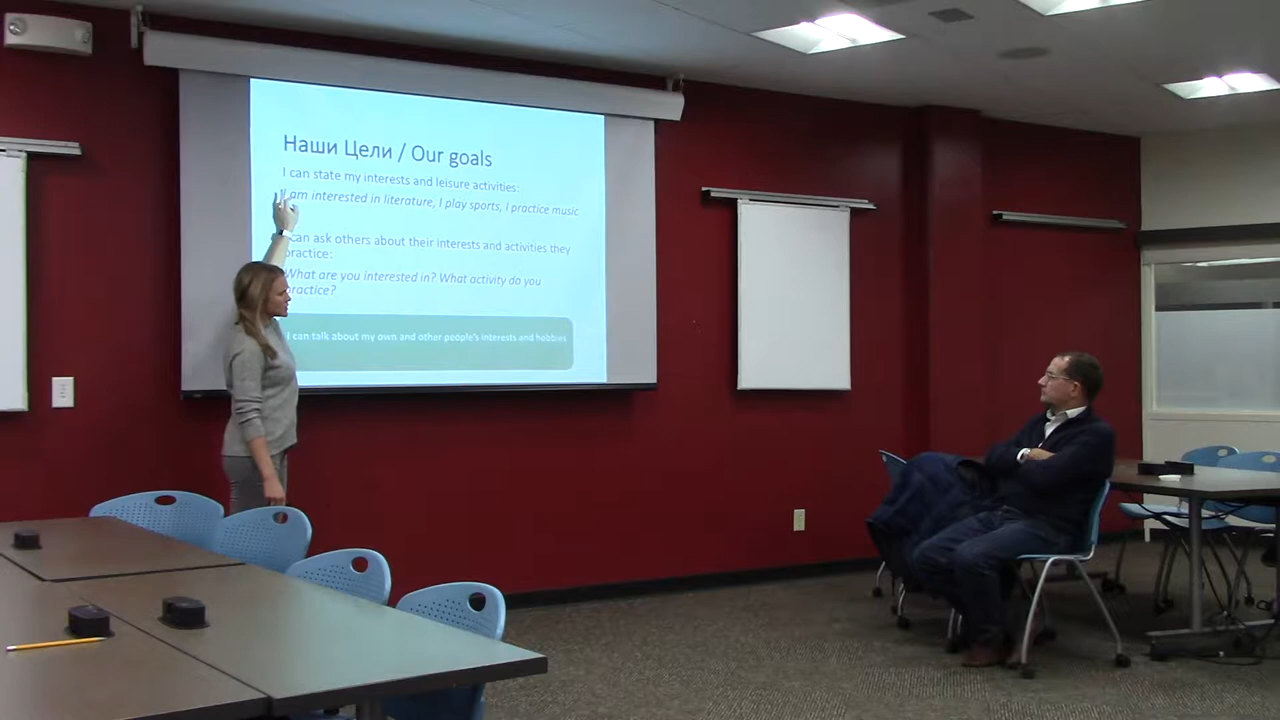 Наши Цели / Our goals
I can state my interests and leisure activities:
I am interested in literature, I play sports, I practice music
can ask others about their interests and activities they
practice:
What are you interested in? What activity do you
practice?
I can talk about my own and other people's interests and hobbies